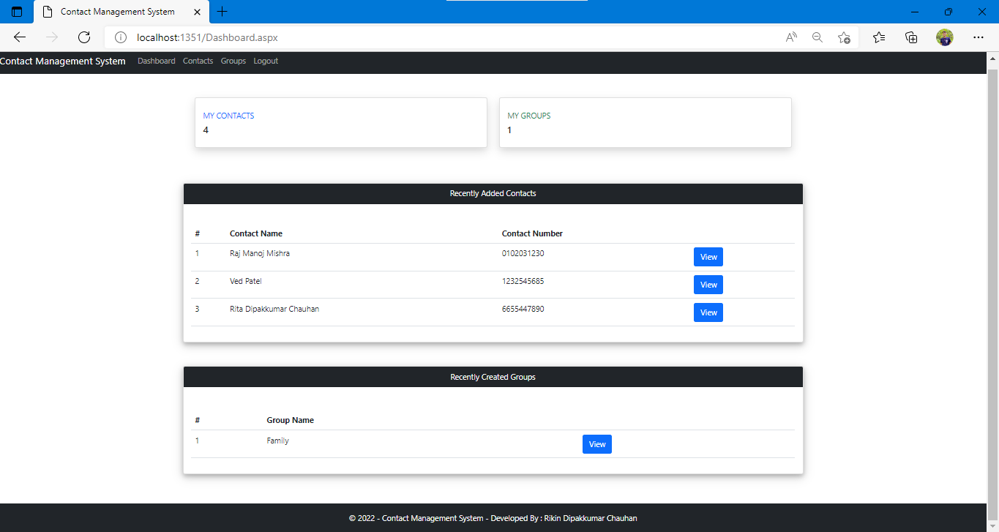 Contact Management System
localhost:1351/Dashboard.aspx
Contact Management System Dashboard Contacts Groups Logout
MY CONTACTS
4
MY GROUPS
1
Recently Added Contacts
# Contact Name Contact Number
1 Raj Manoj Mishra 0102031230 View
2 Ved Patel 1232545685 View
3 Rita Dipakkumar Chauhan 6655447890 View
Recently Created Groups
# Group Name
1 Family View
© 2022 - Contact Management System - Developed By : Rikin Dipakkumar Chauhan